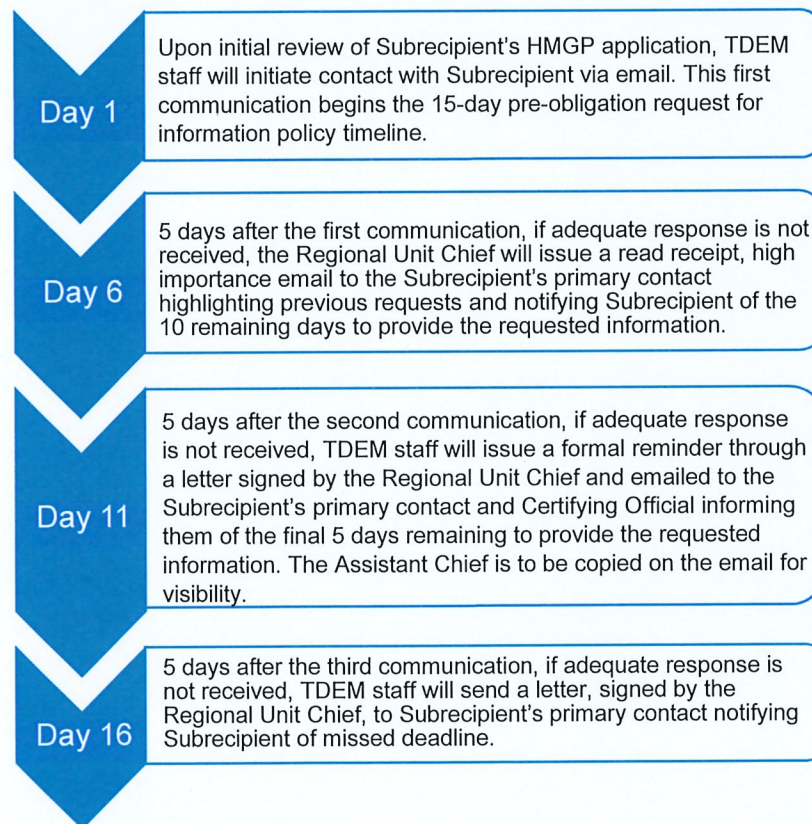 Day 1
Upon initial review of Subrecipient's HMGP application, TDEM
staff will initiate contact with Subrecipient via email. This first
communication begins the 15-day pre-obligation request for
information policy timeline.
Day 6
5 days after the first communication, if adequate response is not
received, the Regional Unit Chief will issue a read receipt, high
importance email to the Subrecipient's primary contact
highlighting previous requests and notifying Subrecipient of the
10 remaining days to provide the requested information.
Day 11
5 days after the second communication, if adequate response
is not received, TDEM staff will issue a formal reminder through
a letter signed by the Regional Unit Chief and emailed to the
Subrecipient's primary contact and Certifying Official informing
them of the final 5 days remaining to provide the requested
information. The Assistant Chief is to be copied on the email for
visibility.
Day 16
5 days after the third communication, if adequate response is
not received, TDEM staff will send a letter, signed by the
Regional Unit Chief, to Subrecipient's primary contact notifying
Subrecipient of missed deadline.